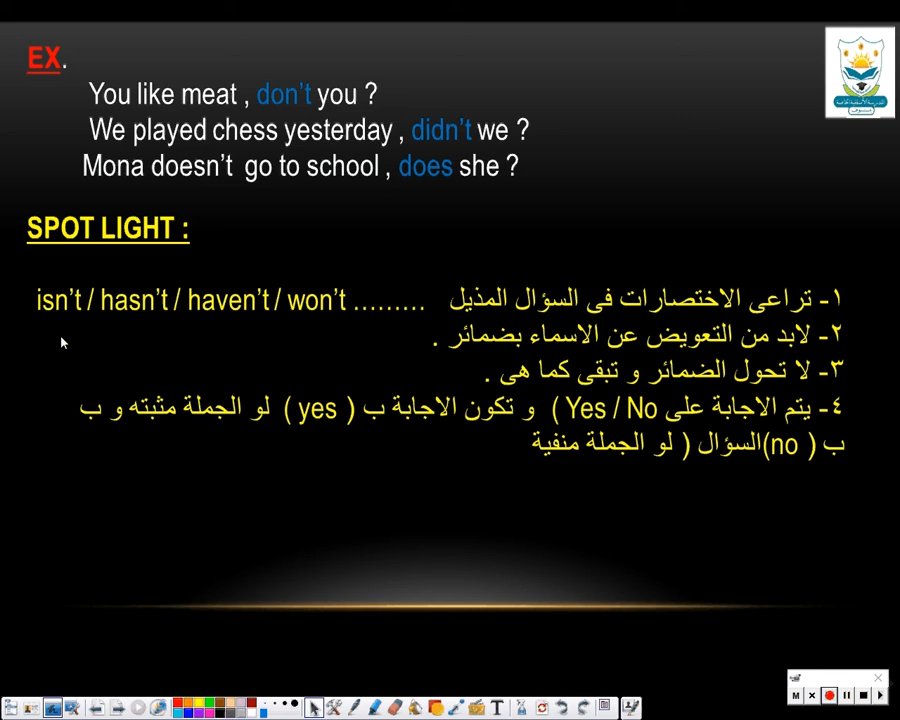 EX.
You like meat , don't you ?
We played chess yesterday , didn't we ?
Mona doesn't go to school , does she ?
SPOT LIGHT :
١- تراعى الاختصارات فى السؤال المذيل isn't / hasn't / haven't / won't .........
٢- لابد من التعويض عن الاسماء بضمائر .
٣- لا تحول الضمائر و تبقى كما هى .
٤- يتم الاجابة على Yes / No ) و تكون الاجابة ب ( yes ) لو الجملة مثبته و ب
ب ( no)السؤال ( لو الجملة منفية